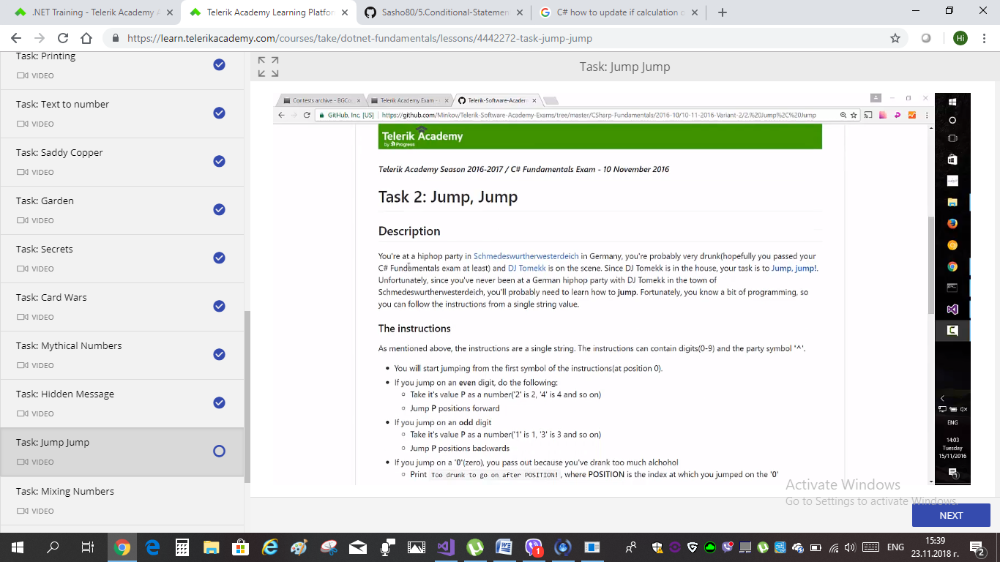 .NET Training - Telerik Academy A
Telerik Academy Learning Platfor
Sasho80/5.Conditional-Statemen
C# how to update if calculation o
https://learn.telerikacademy.com/courses/take/dotnet-fundamentals/lessons/4442272-task-jump-jump
Hi
Task: Printing
VIDEO
Task: Text to number
VIDEO
Task: Saddy Copper
VIDEO
Task: Garden
VIDEO
Task: Secrets
VIDEO
Task: Card Wars
VIDEO
Task: Mythical Numbers
VIDEO
Task: Hidden Message
VIDEO
Task: Jump Jump
VIDEO
Task: Mixing Numbers
VIDEO
Task: Jump Jump
Contests archive - BGCo
Telerik Academy Exam -
Telerik-Software-Academ
GitHub, Inc. [US]
https://github.com/Minkov/Telerik-Software-Academy-Exams/tree/master/CSharp-Fundamentals/2016-10/10-11-2016-Variant-2/2.%20Jump%2C%20Jump
Telerik Academy
by Progress
Telerik Academy Season 2016-2017 / C# Fundamentals Exam - 10 November 2016
Task 2: Jump, Jump
Description
You're at a hiphop party in Schmedeswurtherwesterdeich in Germany, you're probably very drunk(hopefully you passed your
C# Fundamentals exam at least) and DJ Tomekk is on the scene. Since DJ Tomekk is in the house, your task is to Jump, jump!.
Unfortunately, since you've never been at a German hiphop party with DJ Tomekk in the town of
Schmedeswurtherwesterdeich, you'll probably need to learn how to jump. Fortunately, you know a bit of programming, so
you can follow the instructions from a single string value.
The instructions
As mentioned above, the instructions are a single string. The instructions can contain digits(0-9) and the party symbol '^'.
You will start jumping from the first symbol of the instructions(at position 0).
If you jump on an even digit, do the following:
Take it's value P as a number('2' is 2, '4' is 4 and so on)
Jump P positions forward
If you jump on an odd digit
Take it's value P as a number('1' is 1, '3' is 3 and so on)
Jump P positions backwards
If you jump on a '0'(zero), you pass out because you've drank too much alchohol
Print Too drunk to go on after POSITION!, where POSITION is the index at which you jumped on the '0'
ENG
14:03
Tuesday
15/11/2016
Activate Windows
Go to Settings to activate Windows.
NEXT
1
ENG
15:39
23.11.2018 г.
2